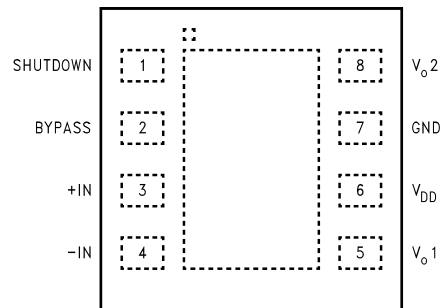 SHUTDOWN 1 8 Vo2
BYPASS 2 7 GND
+IN 3 6 VDD
-IN 4 5 Vo1